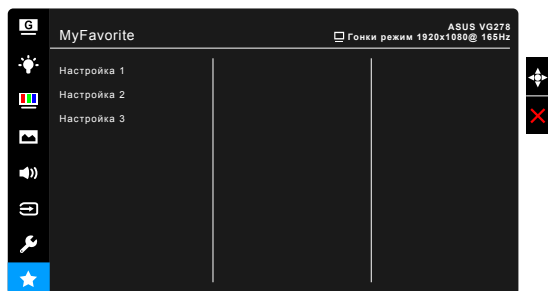 G
MyFavorite
ASUS VG278
Гонки режим 1920x1080@ 165Hz
Настройка 1
Настройка 2
Настройка 3